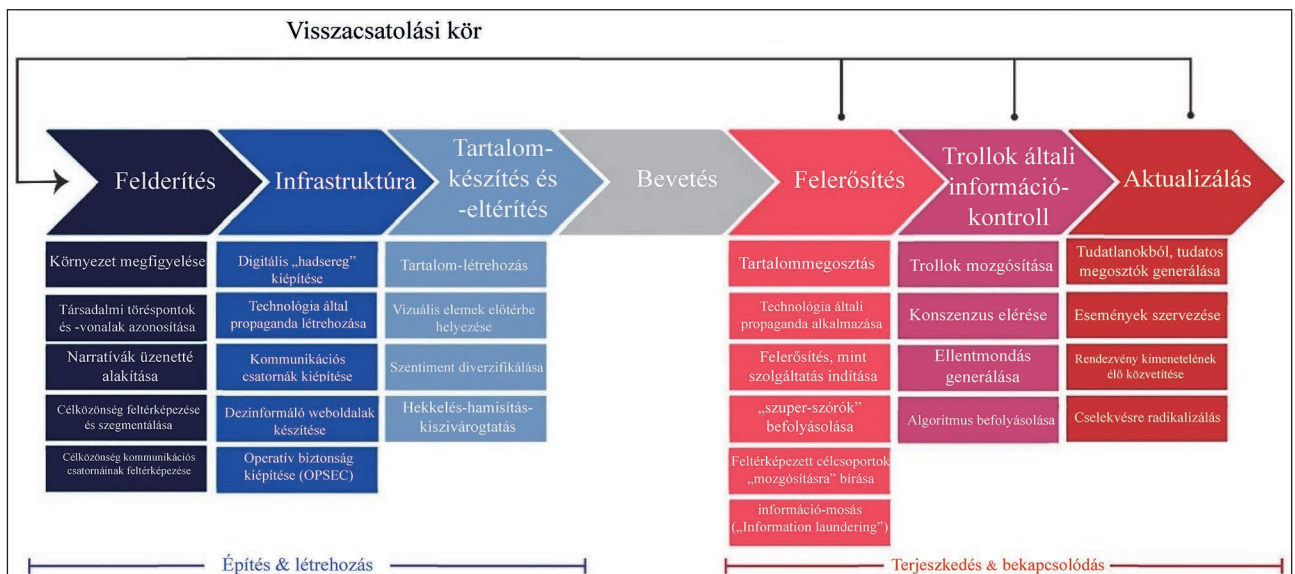 Visszacsatolási kör
Felderítés
Környezet megfigyelése
Társadalmi töréspontok
és -vonalak azonosítása
Narratívák üzenetté
alakítása
Célközönség feltérképezése
és szegmentálása
Célközönség kommunikációs
csatornáinak feltérképezése
Infrastruktúra
Digitális „hadsereg”
kiépítése
Technológia által
propaganda létrehozása
Kommunikációs
csatornák kiépítése
Dezinformáló weboldalak
készítése
Operatív biztonság
kiépítése (OPSEC)
Tartalom-
készítés és
-eltérítés
Tartalom-létrehozás
Vizuális elemek előtérbe
helyezése
Szentiment diverzifikálása
Hekkelés-hamisítás-
kiszivárogtatás
Bevetés
Felerősítés
Tartalommegosztás
Technológia általi
propaganda alkalmazása
Felerősítés, mint
szolgáltatás indítása
„szuper-szórók”
befolyásolása
Feltérképezett célcsoportok
„mozgósításra” bírása
információ-mosás
(„Information laundering”)
Trollok általi
információ-
kontroll
Trollok mozgósítása
Konszenzus elérése
Ellentmondás
generálása
Algoritmus befolyásolása
Aktualizálás
Tudatlanokból, tudatos
megosztók generálása
Események szervezése
Rendezvény kimenetelének
élő közvetítése
Cselekvésre radikalizálás
Építés & létrehozás
Terjeszkedés & bekapcsolódás